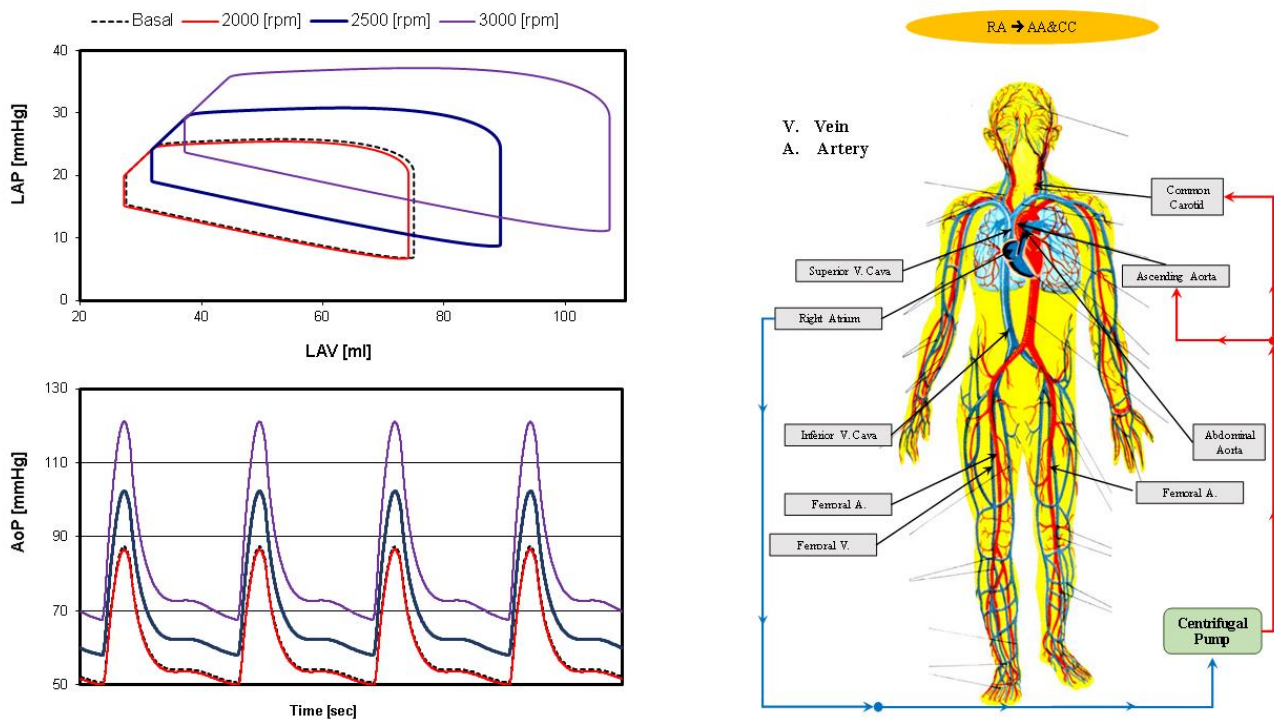 Basal 2000 [rpm] 2500 [rpm] 3000 [rpm]
40
30
20
10
0
LAP [mmHg]
20 40 60 80 100
LAV [ml]
130
110
90
70
50
AoP [mmHg]
Time [sec]
RA → AA&CC
V. Vein
A. Artery
Common
Carotid
Superior V. Cava
Ascending Aorta
Right Atrium
Inferior V. Cava
Abdominal
Aorta
Femoral A.
Femoral A.
Femoral V.
Centrifugal
Pump